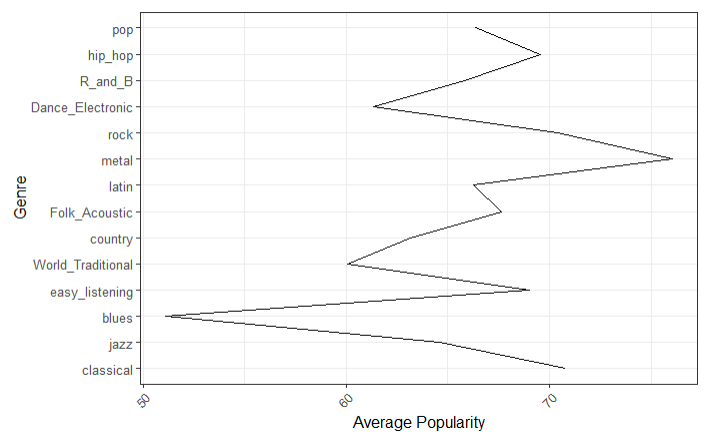 pop
hip_hop
R_and_B
Dance_Electronic
rock
metal
latin
Folk_Acoustic
country
World_Traditional
easy_listening
blues
jazz
classical
Genre
50
60
70
Average Popularity